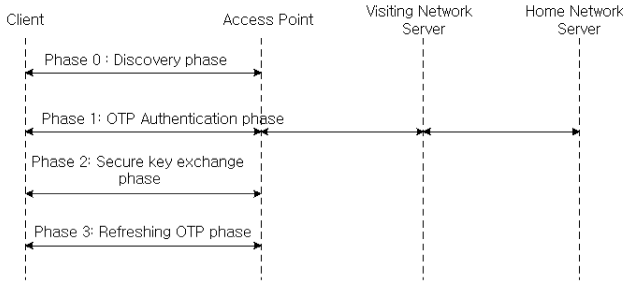 Client
Access Point
Visiting Network
Server
Home Network
Server
Phase 0 : Discovery phase
Phase 1: OTP Authentication phase
Phase 2: Secure key exchange
phase
Phase 3: Refreshing OTP phase